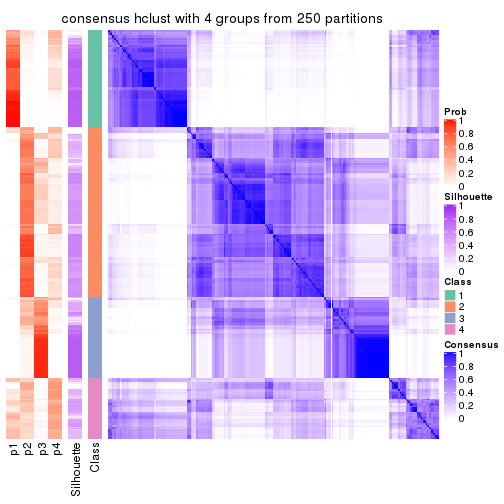 consensus hclust with 4 groups from 250 partitions
Prob
1
0.8
0.6
0.4
0.2
0
Silhouette
1
0.8
0.6
0.4
0.2
0
Class
1
2
3
4
Consensus
1
0.8
0.6
0.4
0.2
0
p1
p2
p3
p4
Silhouette
Class